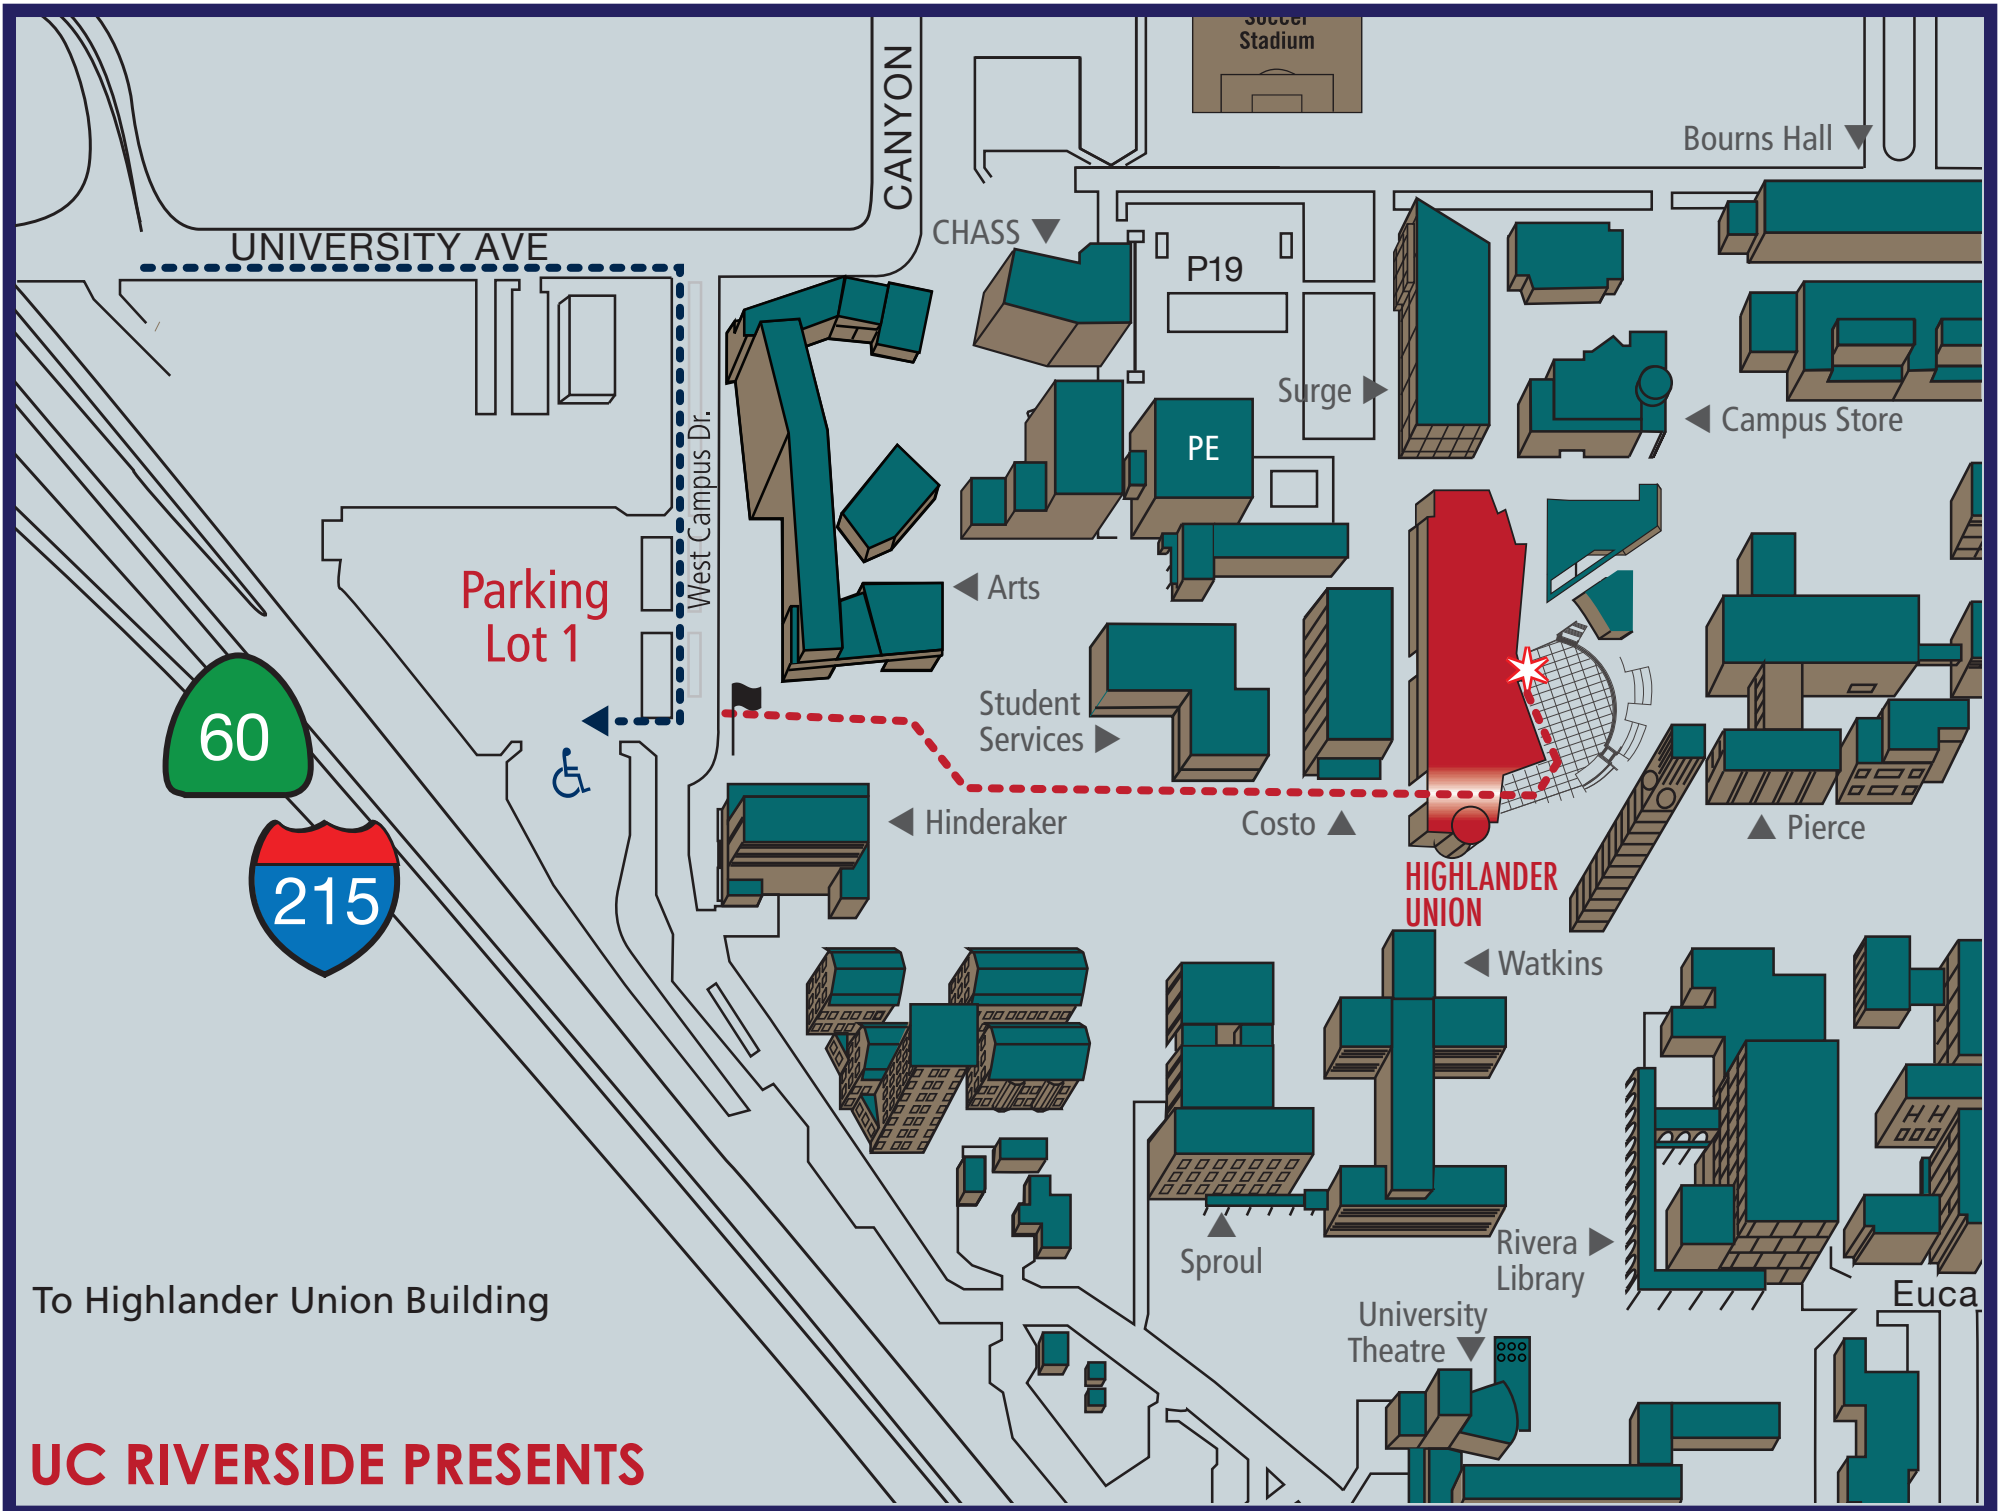 Soccer
Stadium
CANYON
Bourns Hall
CHASS
UNIVERSITY AVE
P19
Surge
Campus Store
PE
West Campus Dr.
Parking
Lot 1
Arts
Student
Services
60
Hinderaker
Costo
Pierce
215
HIGHLANDER
UNION
Watkins
Sproul
Rivera
Library
To Highlander Union Building
Euca
University
Theatre
UC RIVERSIDE PRESENTS